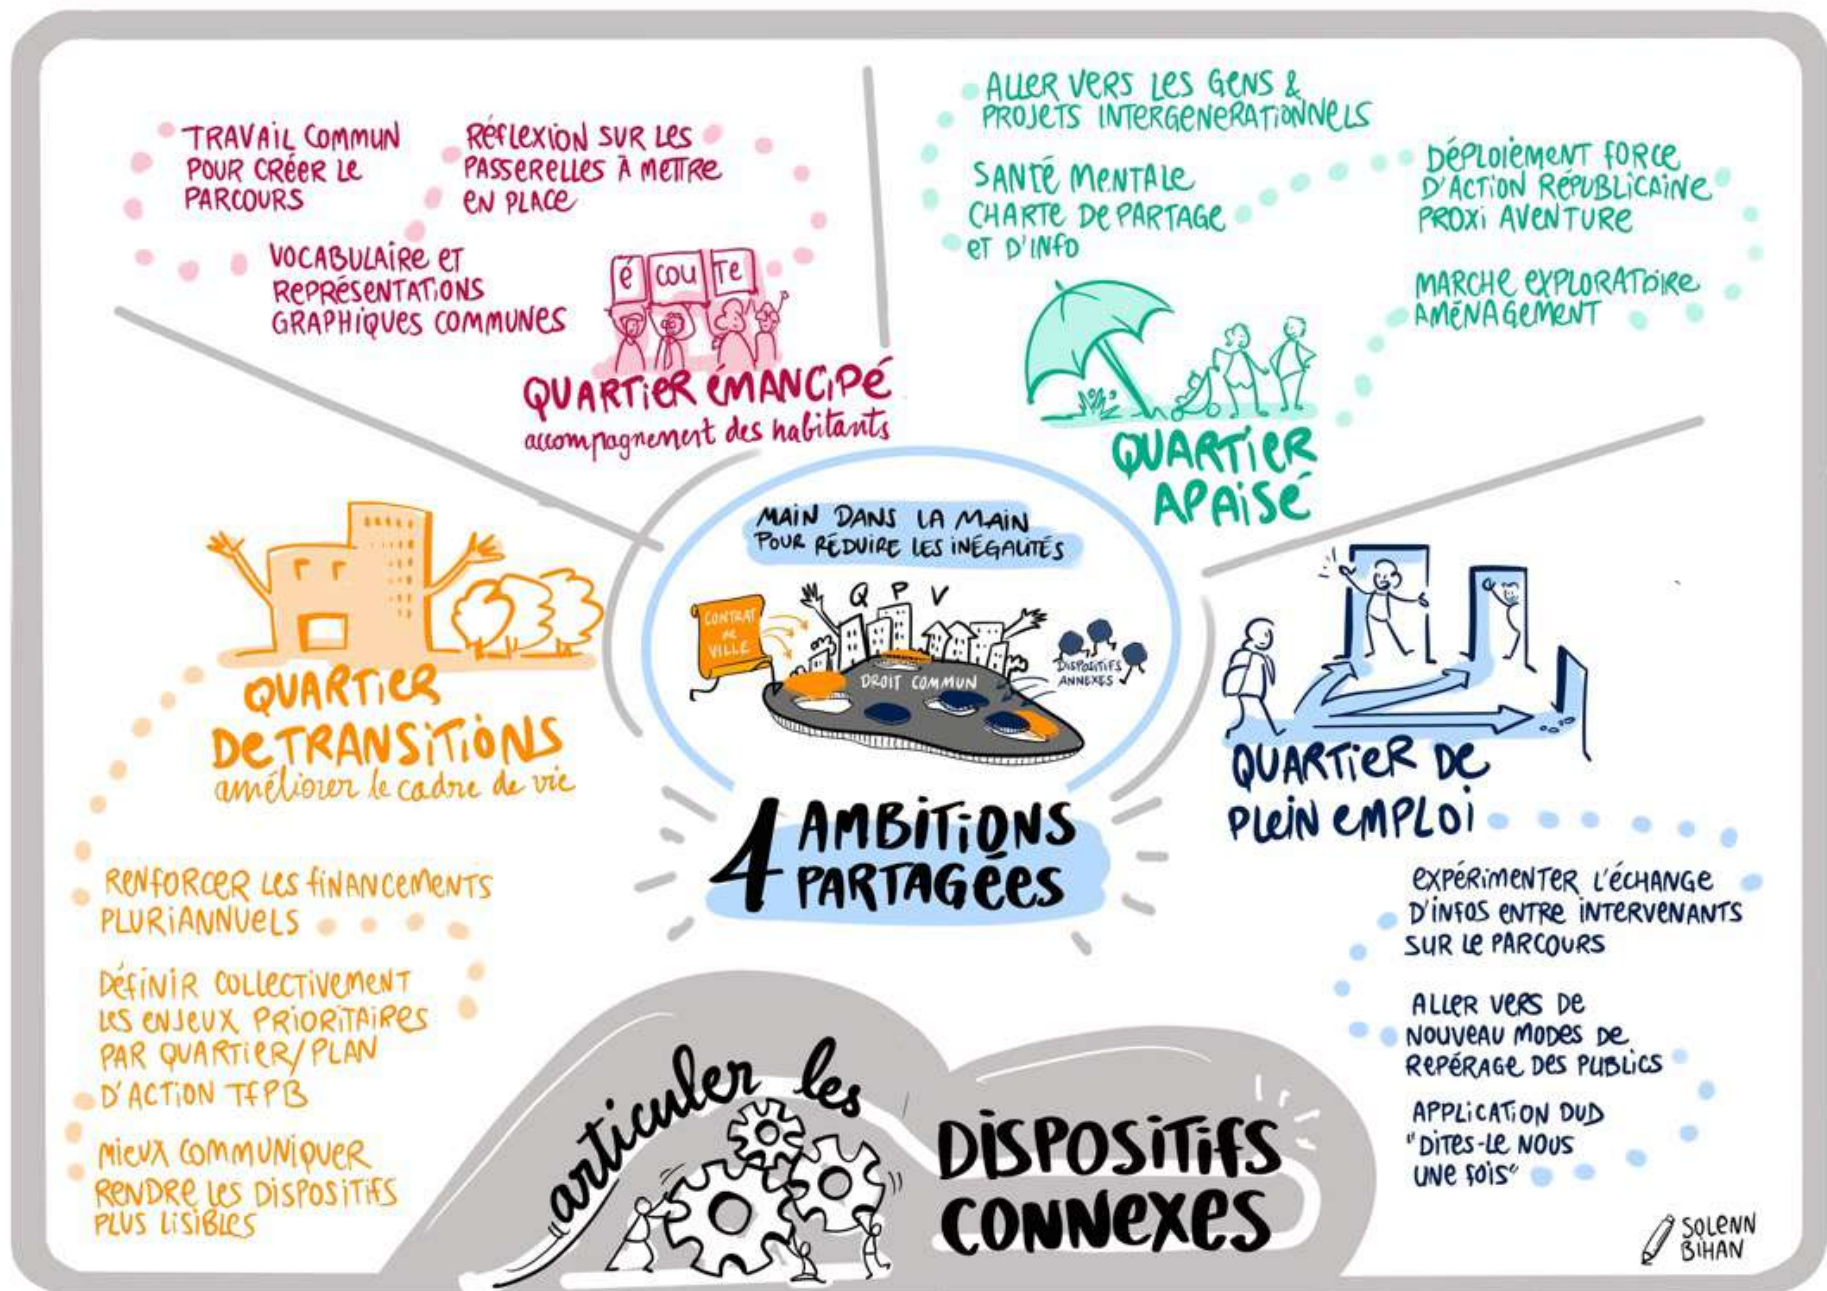 TRAVAIL COMMUN
POUR CRÉER LE
PARCOURS
RÉFLEXION SUR LES
PASSERELLES À METTRE
EN PLACE
VOCABULAIRE ET
REPRÉSENTATIONS
GRAPHIQUES COMMUNES
é COU TE
QUARTIER ÉMANCIPÉ
accompagnement des habitants
ALLER VERS LES GENS &
PROJETS INTERGENERATIONNELS
SANTÉ MENTALE
CHARTE DE PARTAGE
ET D'INFO
DÉPLOIEMENT FORCE
D'ACTION RÉPUBLICAINE
PROXI AVENTURE
MARCHE EXPLORATOIRE
AMÉNAGEMENT
QUARTIER
APAISÉ
MAIN DANS LA MAIN
POUR RÉDUIRE LES INÉGALITÉS
Q P V
CONTRAT
de
VILLE
DROIT COMMUN
DISPOSITIFS
ANNEXES
4 AMBITIONS
PARTAGÉES
QUARTIER
DE TRANSITIONS
améliorer le cadre de vie
RENFORCER LES FINANCEMENTS
PLURIANNUELS
DÉFINIR COLLECTIVEMENT
LES ENJEUX PRIORITAIRES
PAR QUARTIER/PLAN
D'ACTION TFPB
MIEUX COMMUNIQUER
RENDRE LES DISPOSITIFS
PLUS LISIBLES
QUARTIER DE
PLEIN EMPLOI
EXPÉRIMENTER L'ÉCHANGE
D'INFOS ENTRE INTERVENANTS
SUR LE PARCOURS
ALLER VERS DE
NOUVEAU MODES DE
REPÉRAGE DES PUBLICS
APPLICATION DUD
"DITES-LE NOUS
UNE FOIS"
articuler les
DISPOSITIFS
CONNEXES
SOLENN
BIHAN